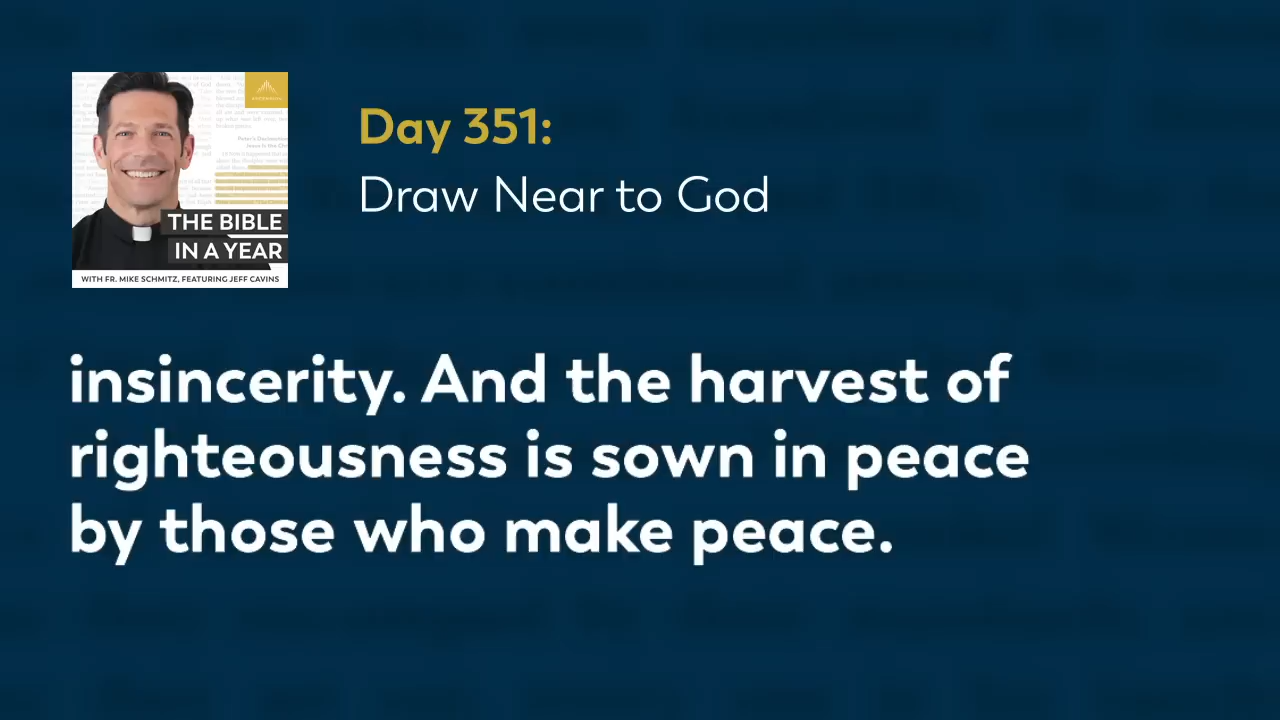 Day 351:
Draw Near to God
THE BIBLE
IN A YEAR
WITH FR. MIKE SCHMITZ, FEATURING JEFF CAVINS
insincerity. And the harvest of
righteousness is sown in peace
by those who make peace.